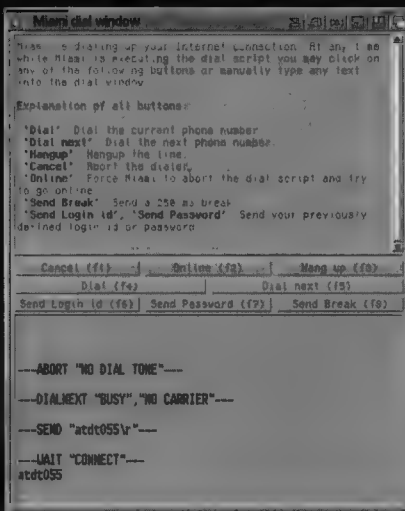 Miami dial window
is dialing up your Internet connection. At any time
while Miami is executing the dial script you may click on
any of the following buttons or manually type any text
into the dial window
Explanation of all buttons:
'Dial' Dial the current phone number
'Dial next' Dial the next phone number.
'Hangup' Hangup the line.
'Cancel' Abort the dialer.
'Online' Force Miami to abort the dial script and try
to go online
'Send Break' Send a 250 ms break
'Send Login id', 'Send Password' Send your previously
defined login id or password
Cancel (f1) Online (f2) Hang up (f3)
Dial (f4) Dial next (f5)
Send Login id (f6) Send Password (f7) Send Break (f8)
---ABORT "NO DIAL TONE"---
---DIALNEXT "BUSY","NO CARRIER"---
---SEND "atdt055\r"---
---WAIT "CONNECT"---
atdt055